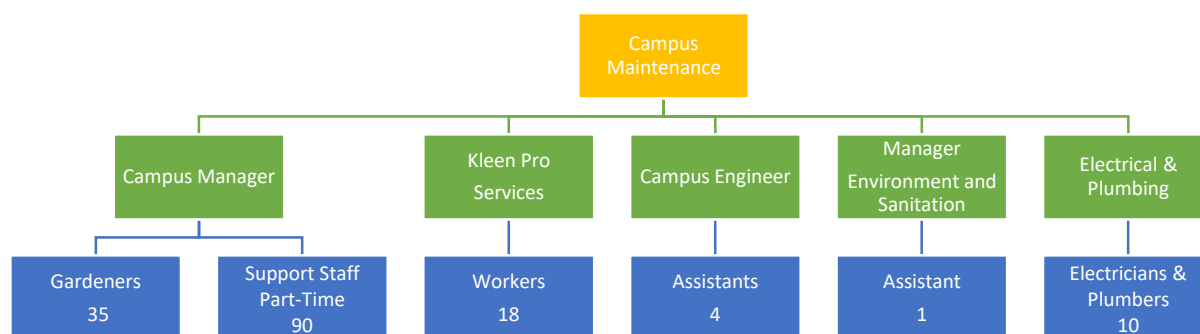 Campus
Maintenance
Campus Manager
Kleen Pro
Services
Campus Engineer
Manager
Environment and
Sanitation
Electrical &
Plumbing
Gardeners
35
Support Staff
Part-Time
90
Workers
18
Assistants
4
Assistant
1
Electricians &
Plumbers
10